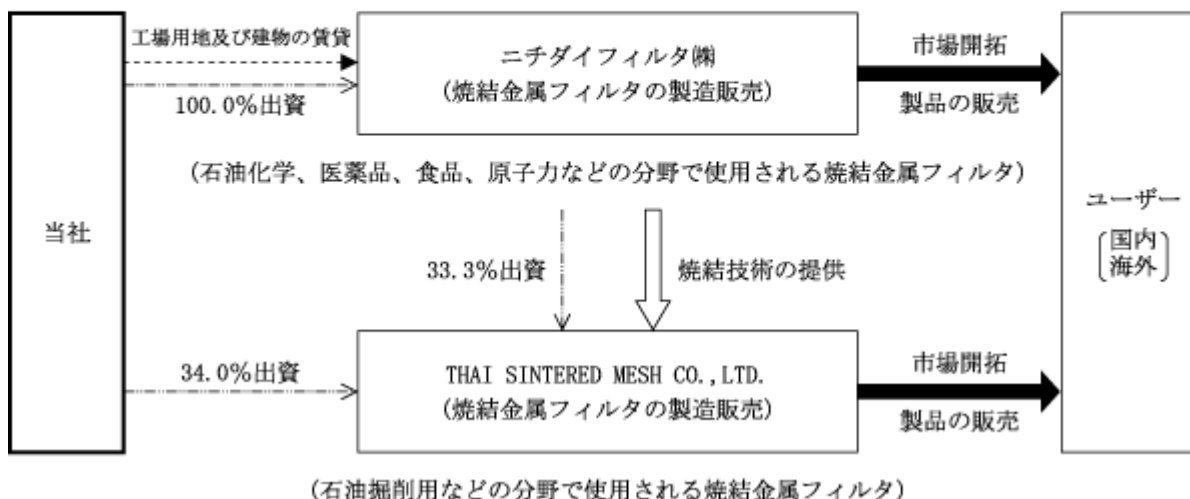 工場用地及び建物の賃貸
100.0%出資
ニチダイフィルタ㈱
(焼結金属フィルタの製造販売)
市場開拓
製品の販売
(石油化学、医薬品、食品、原子力などの分野で使用される焼結金属フィルタ)
当社
33.3%出資
焼結技術の提供
ユーザー
国内
海外
34.0%出資
THAI SINTERED MESH CO.,LTD.
(焼結金属フィルタの製造販売)
市場開拓
製品の販売
(石油掘削用などの分野で使用される焼結金属フィルタ)